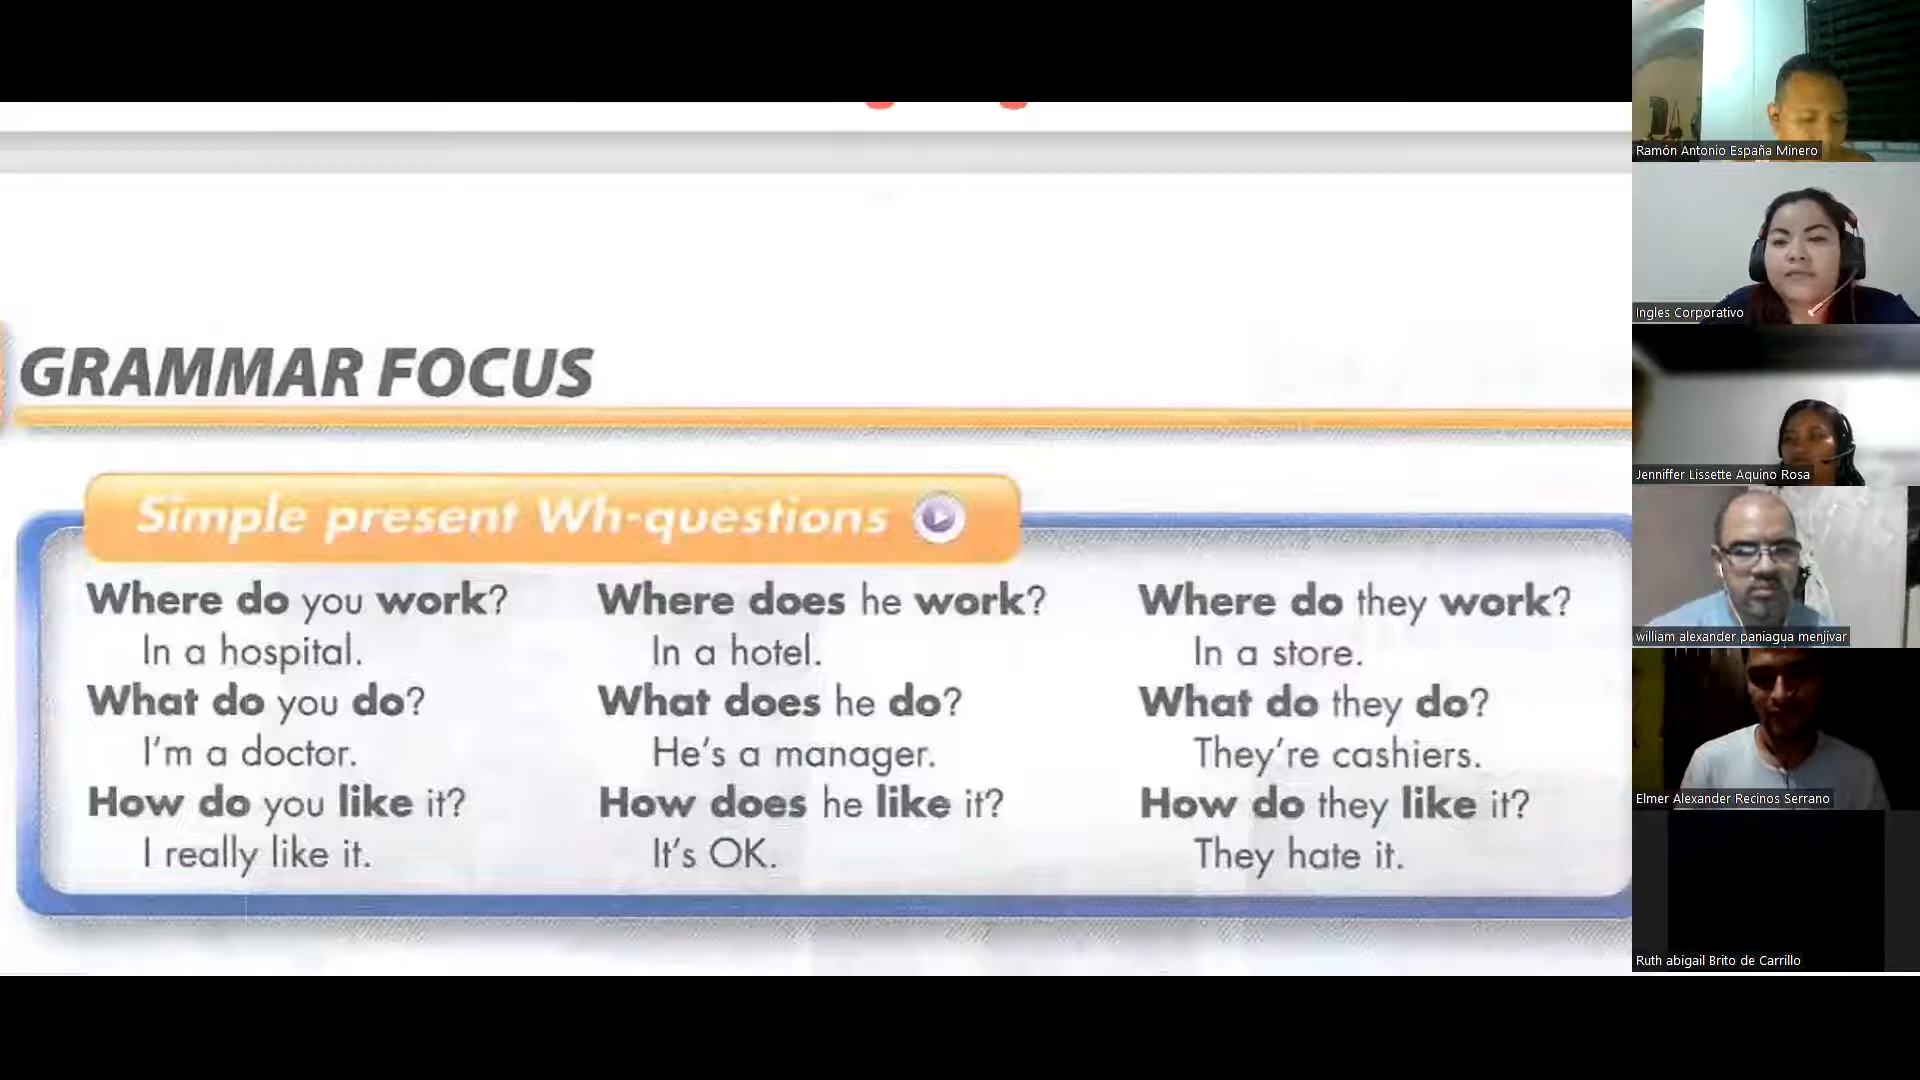 GRAMMAR FOCUS
Simple present Wh-questions
Where do you work?
In a hospital.
What do you do?
I'm a doctor.
How do you like it?
I really like it.
Where does he work?
In a hotel.
What does he do?
He's a manager.
How does he like it?
It's OK.
Where do they work?
In a store.
What do they do?
They're cashiers.
How do they like it?
They hate it.
Ramón Antonio España Minero
Ingles Corporativo
Jenniffer Lissette Aquino Rosa
william alexander paniagua menjivar
Elmer Alexander Recinos Serrano
Ruth abigail Brito de Carrillo